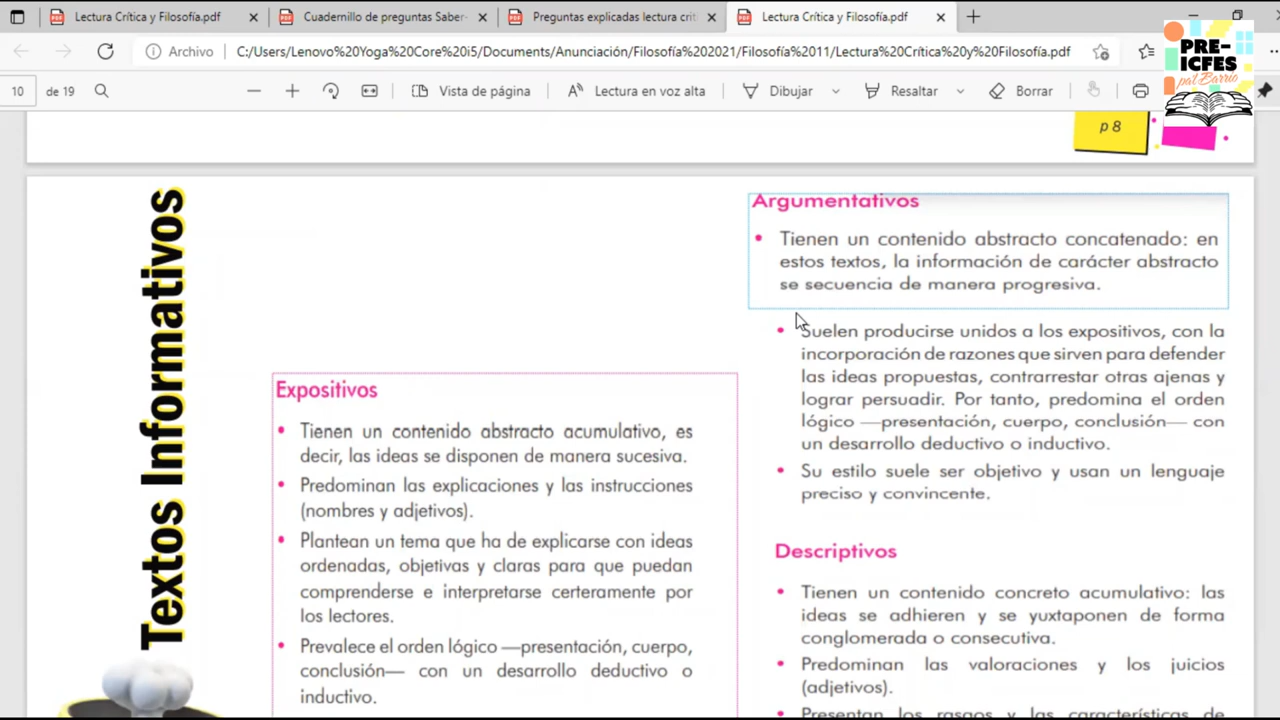 Lectura Crítica y Filosofía.pdf
Cuadernillo de preguntas Saber-
Preguntas explicadas lectura crit
Lectura Crítica y Filosofía.pdf
Archivo
C:/Users/Lenovo%20Yoga%20Core%20i5/Documents/Anunciación/Filosofía%202021/Filosofía%2011/Lectura%20Crítica%20y%20Filosofía.pdf
PRE-
ICFES
pa'l Barrio
10
de 19
Vista de página
Lectura en voz alta
Dibujar
Resaltar
Borrar
p 8
Textos Informativos
Expositivos
• Tienen un contenido abstracto acumulativo, es
decir, las ideas se disponen de manera sucesiva.
• Predominan las explicaciones y las instrucciones
(nombres y adjetivos).
• Plantean un tema que ha de explicarse con ideas
ordenadas, objetivas y claras para que puedan
comprenderse e interpretarse certeramente por
los lectores.
• Prevalece el orden lógico —presentación, cuerpo,
conclusión— con un desarrollo deductivo o
inductivo.
Argumentativos
• Tienen un contenido abstracto concatenado: en
estos textos, la información de carácter abstracto
se secuencia de manera progresiva.
• Suelen producirse unidos a los expositivos, con la
incorporación de razones que sirven para defender
las ideas propuestas, contrarrestar otras ajenas y
lograr persuadir. Por tanto, predomina el orden
lógico —presentación, cuerpo, conclusión— con
un desarrollo deductivo o inductivo.
• Su estilo suele ser objetivo y usan un lenguaje
preciso y convincente.
Descriptivos
• Tienen un contenido concreto acumulativo: las
ideas se adhieren y se yuxtaponen de forma
conglomerada o consecutiva.
• Predominan las valoraciones y los juicios
(adjetivos).
• Presentan los rasgos y las características de